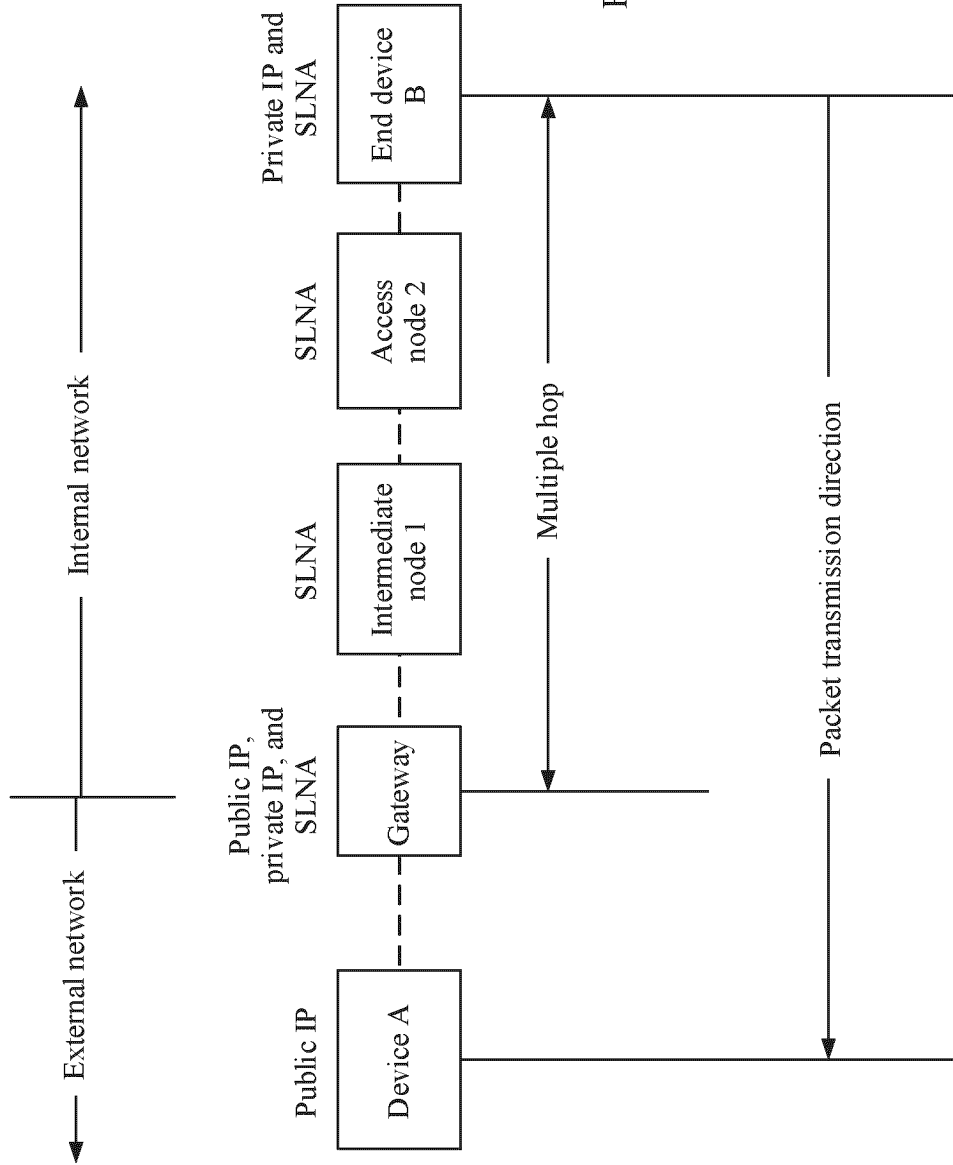 External network
Internal network
Public IP
Public IP,
private IP, and
SLNA
SLNA
SLNA
Private IP and
SLNA
Device A
Gateway
Intermediate
node 1
Access
node 2
End device
B
Multiple hop
Packet transmission direction